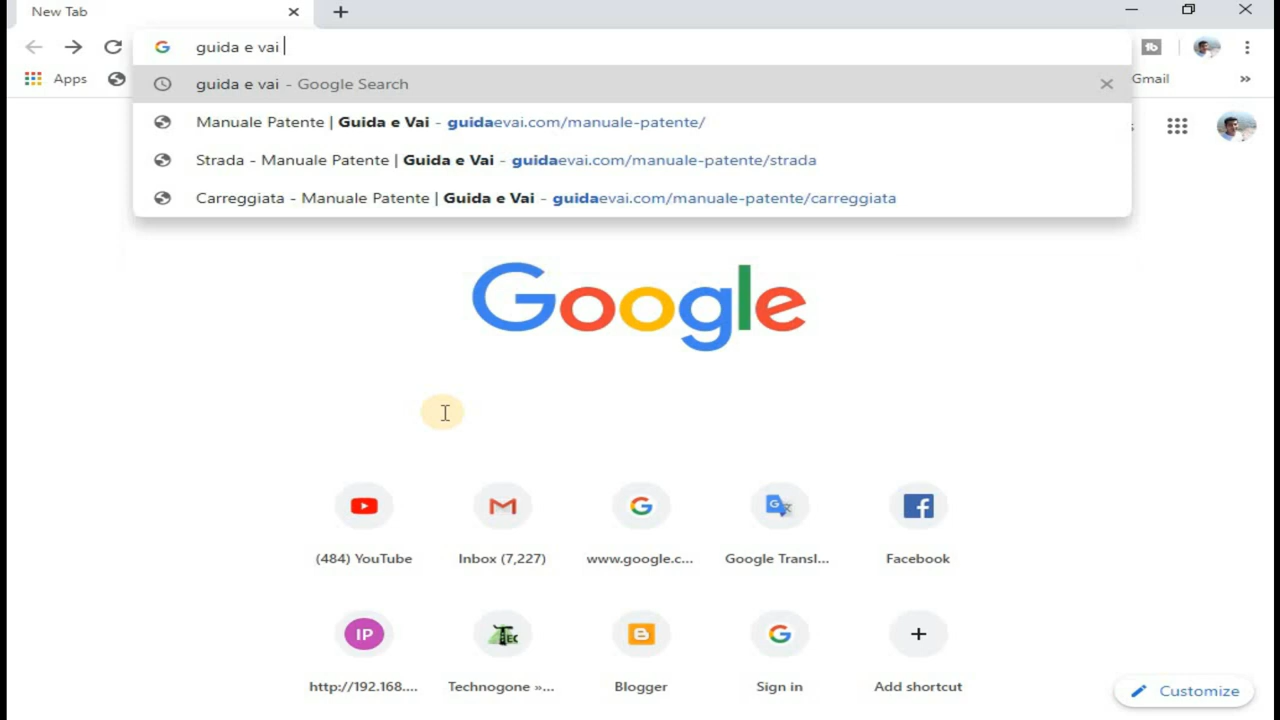 New Tab
guida e vai
Apps
Gmail
»
guida e vai - Google Search
Manuale Patente | Guida e Vai - guidaevai.com/manuale-patente/
Strada - Manuale Patente | Guida e Vai - guidaevai.com/manuale-patente/strada
Carreggiata - Manuale Patente | Guida e Vai - guidaevai.com/manuale-patente/carreggiata
Google
(484) YouTube
Inbox (7,227)
www.google.c...
Google Transl...
Facebook
IP
TEC
http://192.168....
Technogone »...
Blogger
Sign in
Add shortcut
Customize